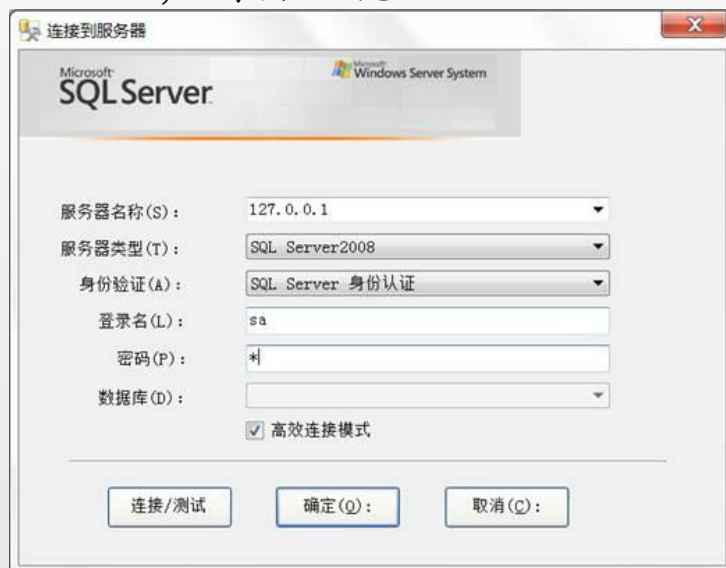 连接到服务器
Microsoft
SQL Server
Microsoft
Windows Server System
服务器名称(S)：
127.0.0.1
服务器类型(T)：
SQL Server2008
身份验证(A)：
SQL Server 身份认证
登录名(L)：
sa
密码(P)：
*
数据库(D)：
高效连接模式
连接/测试
确定(O)：
取消(C)：